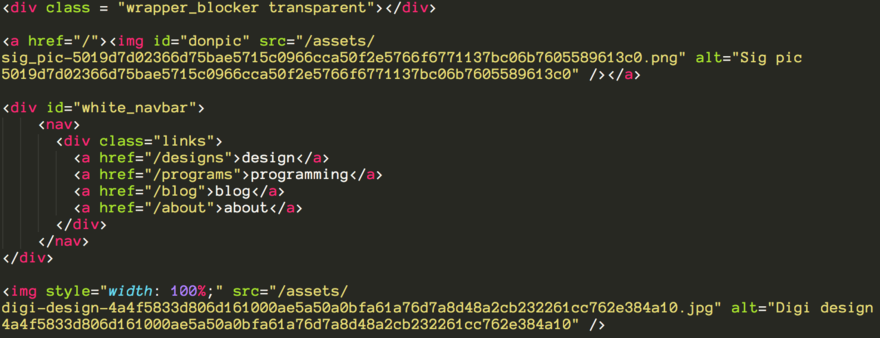 <div class = "wrapper_blocker transparent"></div>
<a href="/"><img id="donpic" src="/assets/
sig_pic-5019d7d02366d75bae5715c0966cca50f2e5766f6771137bc06b7605589613c0.png" alt="Sig pic
5019d7d02366d75bae5715c0966cca50f2e5766f6771137bc06b7605589613c0" /></a>
<div id="white_navbar">
<nav>
<div class="links">
<a href="/designs">design</a>
<a href="/programs">programming</a>
<a href="/blog">blog</a>
<a href="/about">about</a>
</div>
</nav>
</div>
<img style="width: 100%;" src="/assets/
digi-design-4a4f5833d806d161000ae5a50a0bfa61a76d7a8d48a2cb232261cc762e384a10.jpg" alt="Digi design
4a4f5833d806d161000ae5a50a0bfa61a76d7a8d48a2cb232261cc762e384a10" />